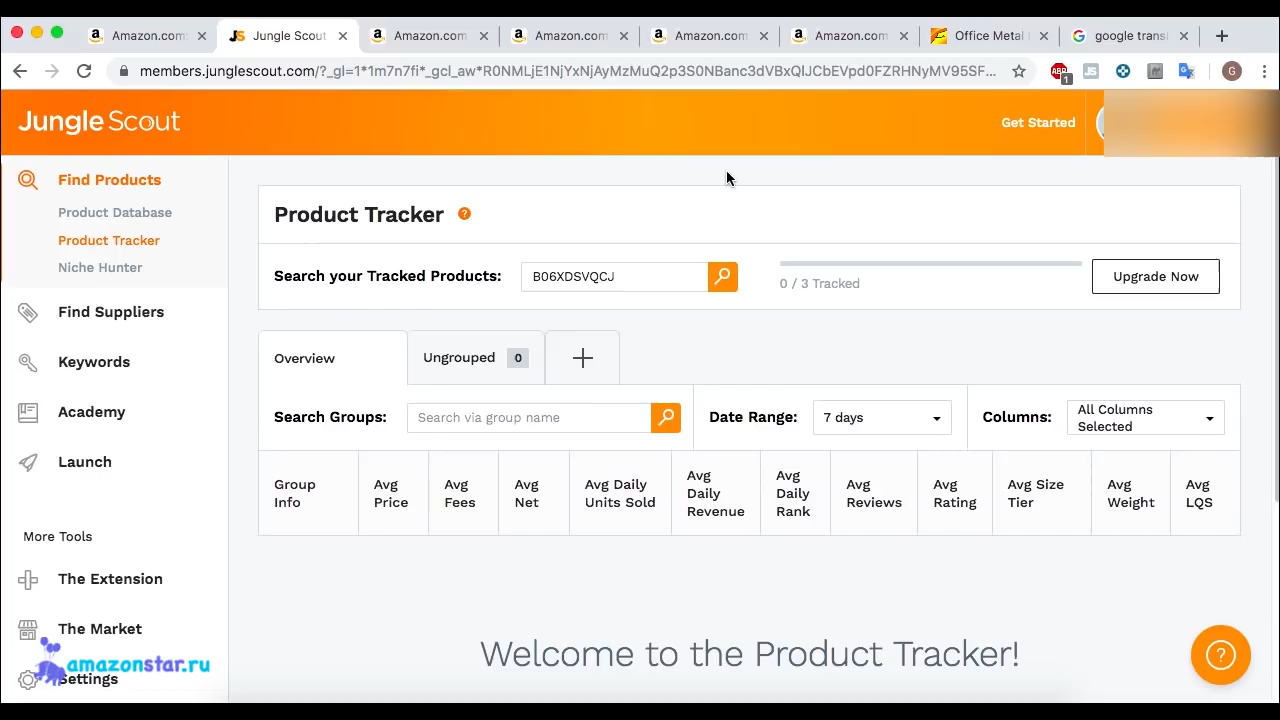 Amazon.com
Jungle Scout
Amazon.com
Amazon.com
Amazon.com
Amazon.com
Office Metal
google transl
members.junglescout.com/?_gl=1*1m7n7fi*_gcl_aw*R0NMLjE1NjYxNjAyMzMuQ2p3S0NBanc3dVBxQlJCbEVpd0FZRHNyMV95SF...
ABP
1
JS
G
Jungle Scout
Get Started
Find Products
Product Database
Product Tracker
Niche Hunter
Find Suppliers
Keywords
Academy
Launch
More Tools
The Extension
The Market
Settings
amazonstar.ru
Product Tracker ?
Search your Tracked Products:
B06XDSVQCJ
0 / 3 Tracked
Upgrade Now
Overview
Ungrouped 0
Search Groups:
Search via group name
Date Range:
7 days
Columns:
All Columns
Selected
Group
Info
Avg
Price
Avg
Fees
Avg
Net
Avg Daily
Units Sold
Avg
Daily
Revenue
Avg
Daily
Rank
Avg
Reviews
Avg
Rating
Avg Size
Tier
Avg
Weight
Avg
LQS
Welcome to the Product Tracker!
?